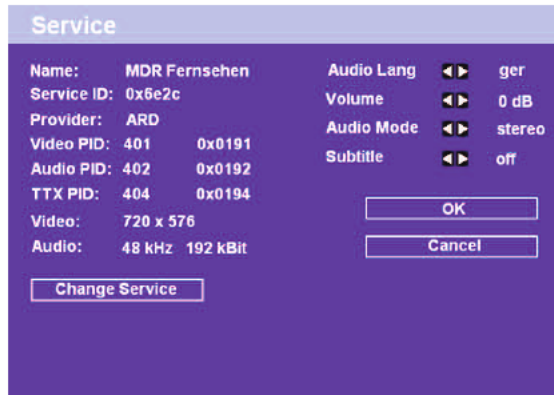 Service
Name: MDR Fernsehen
Service ID: 0x6e2c
Provider: ARD
Video PID: 401 0x0191
Audio PID: 402 0x0192
TTX PID: 404 0x0194
Video: 720 x 576
Audio: 48 kHz 192 kBit
Change Service
Audio Lang ger
Volume 0 dB
Audio Mode stereo
Subtitle off
OK
Cancel